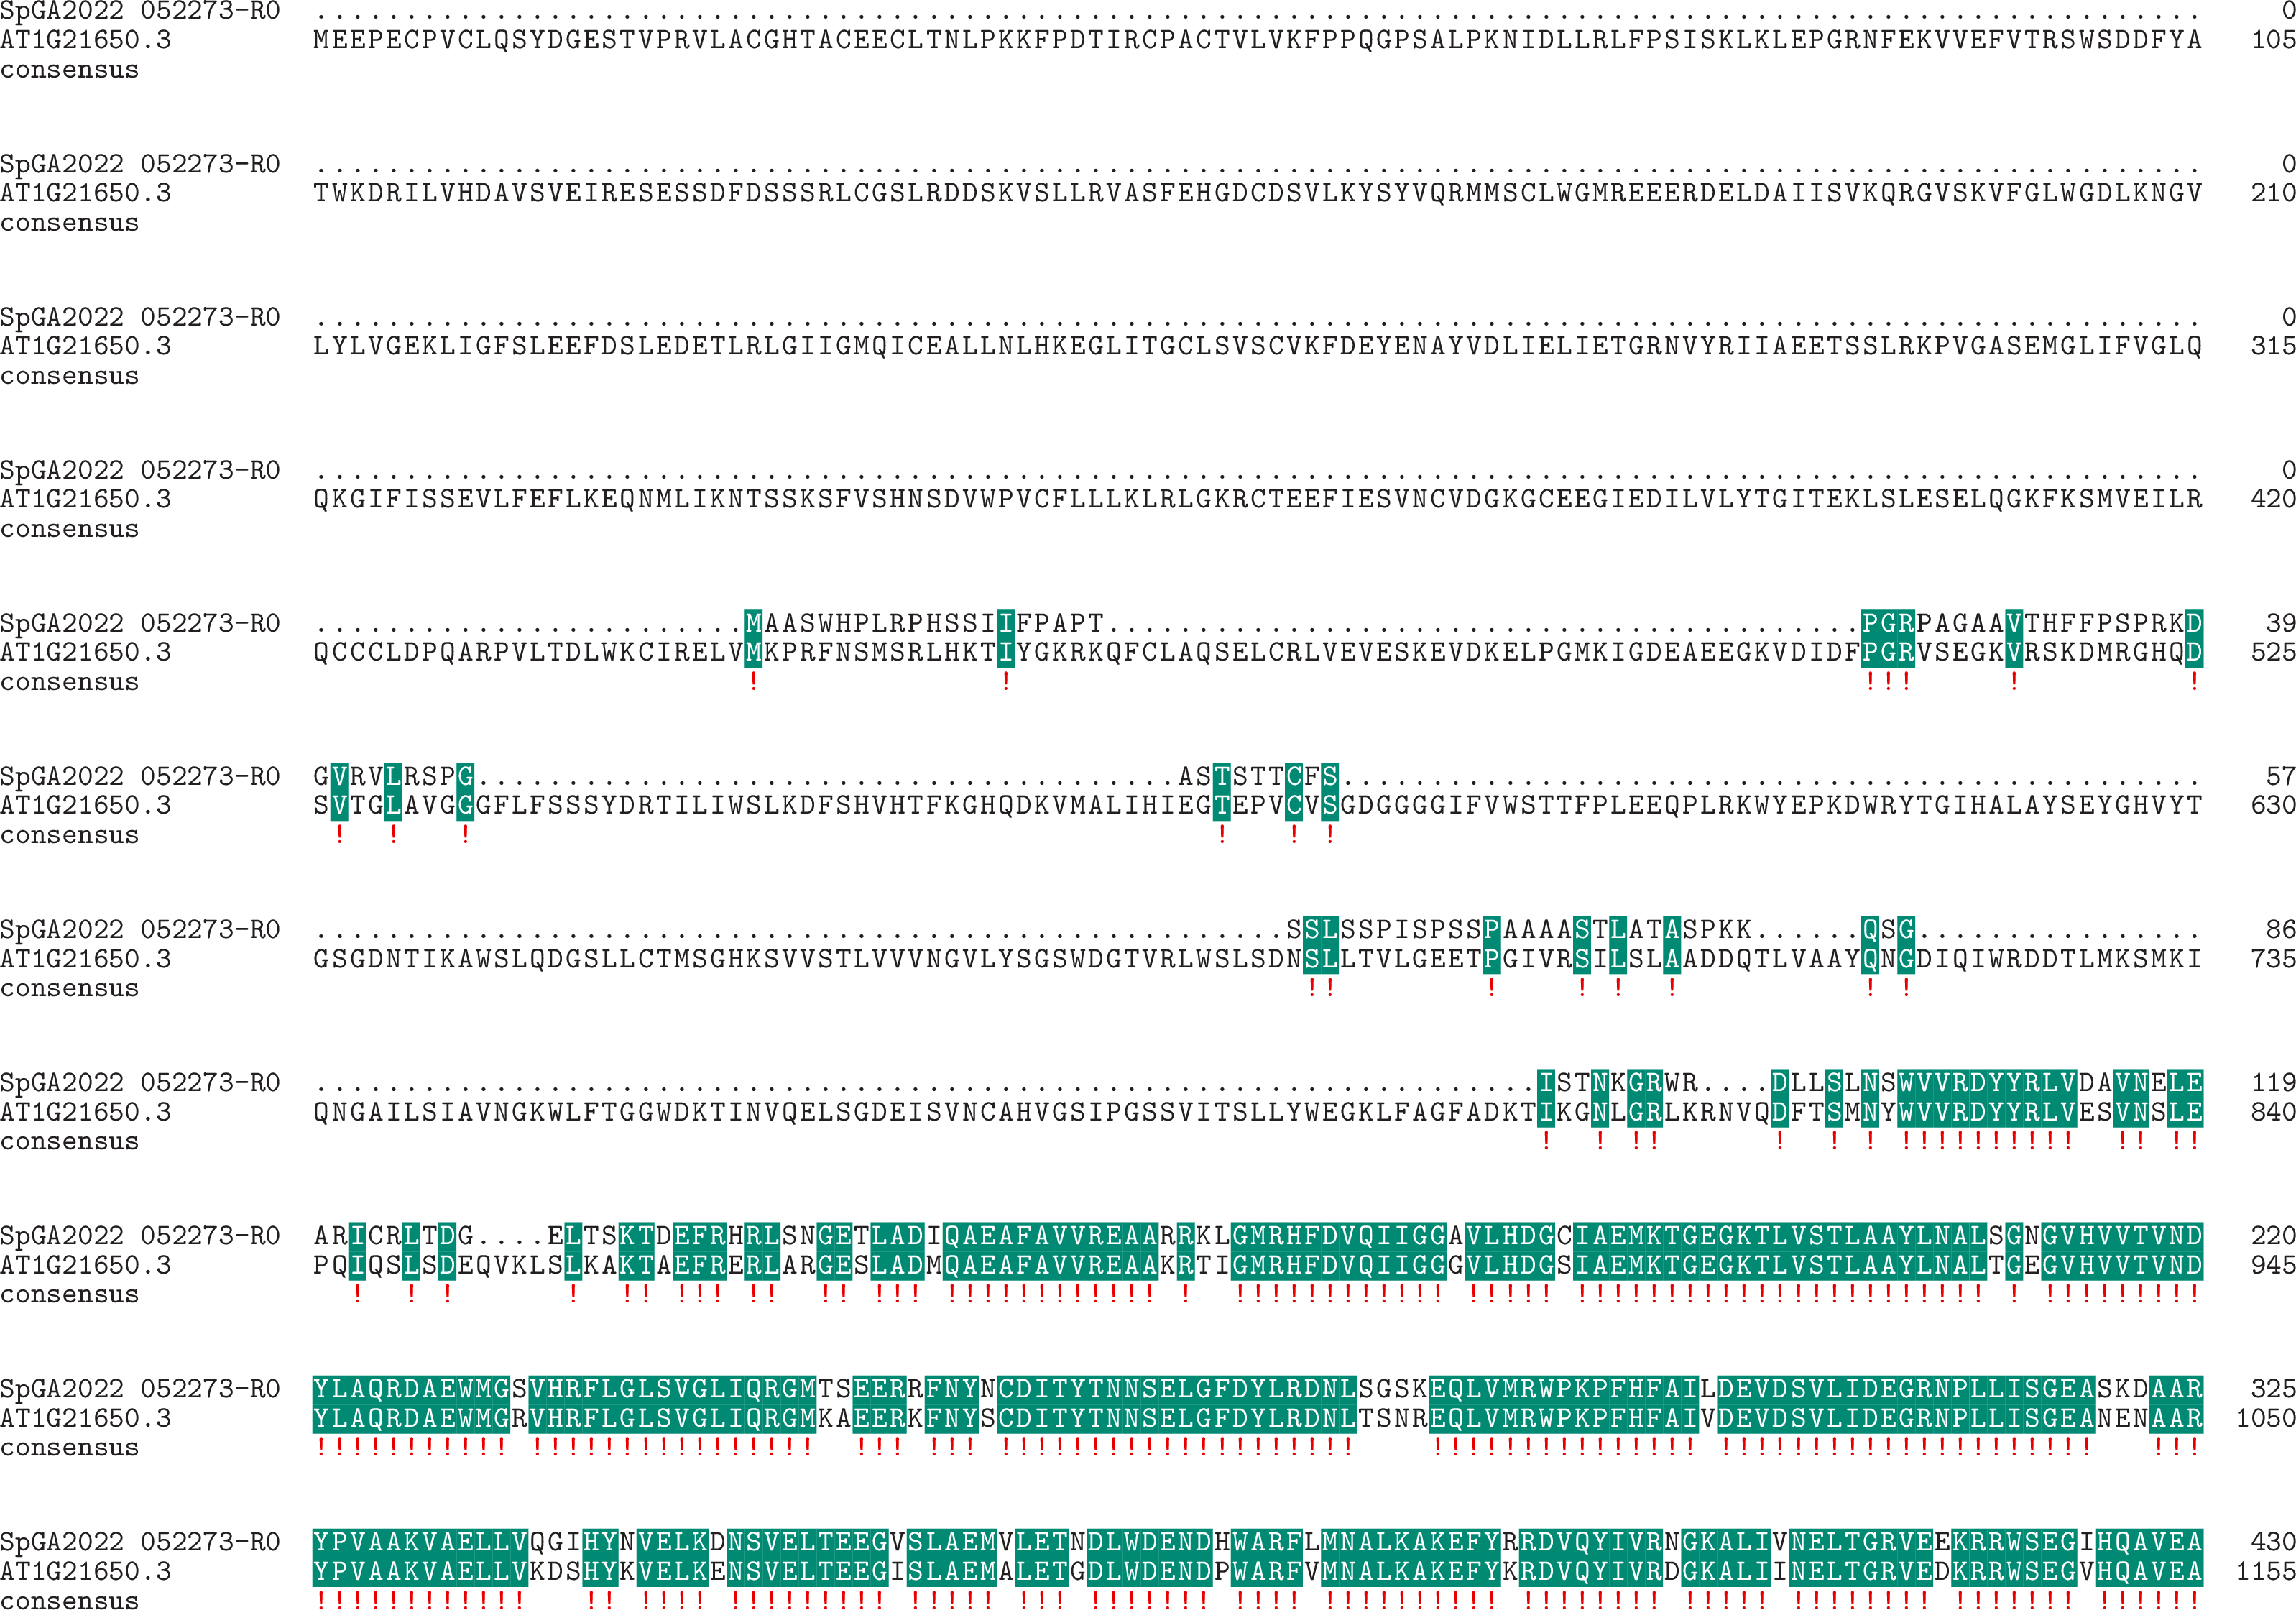 SpGA2022 052273-R0 ......................................................................................................... 0
AT1G21650.3 MEEPECPVCLQSYDGESTVPRVLACGHTACEECLTNLPKKFPDTIRCPACTVLVKFPPQGPSALPKNIDLLRLFPSISKLKLEPGRNFEKVVEFVTRSWSDDFYA 105
consensus
SpGA2022 052273-R0 ......................................................................................................... 0
AT1G21650.3 TWKDRILVHDAVSVEIRESESSDFDSSSRLCGSLRDDSKVSLLRVASFEHGDCDSVLKYSYVQRMMSCLWGMREEERDELDAIISVKQRGVSKVFGLWGDLKNGV 210
consensus
SpGA2022 052273-R0 ......................................................................................................... 0
AT1G21650.3 LYLVGEKLIGFSLEEFDSLEDETLRLGIIGMQICEALLNLHKEGLITGCLSVSCVKFDEYENAYVDLIELIETGRNVYRIIAEETSSLRKPVGASEMGLIFVGLQ 315
consensus
SpGA2022 052273-R0 ......................................................................................................... 0
AT1G21650.3 QKGIFISSEVLFEFLKEQNMLIKNTSSKSFVSHNSDVWPVCFLLLKLRLGKRCTEEFIESVNCVDGKGCEEGIEDILVLYTGITEKLSLESELQGKFKSMVEILR 420
consensus
SpGA2022 052273-R0 ........................MAASWHPLRPHSSIIFPAPT..........................................PGRPAGAAVTHFFPSPRKD 39
AT1G21650.3 QCCCLDPQARPVLTDLWKCIRELVMKPRFNSMSRLHKTIYGKRKQFCLAQSELCRLVEVESKEVDKELPGMKIGDEAEEGKVDIDFPGRVSEGKVRSKDMRGHQD 525
consensus ! ! !!! ! !
SpGA2022 052273-R0 GVRVLRSPG.......................................ASTSTTCFS................................................ 57
AT1G21650.3 SVTGLAVGGGFLFSSSYDRTILIWSLKDFSHVHTFKGHQDKVMALIHIEGTEPVCVSGDGGGGIFVWSTTFPLEEQPLRKWYEPKDWRYTGIHALAYSEYGHVYT 630
consensus ! ! ! ! ! !
SpGA2022 052273-R0 ......................................................SSLSSPISPSSPAAAASTLATASPKK......QSG................ 86
AT1G21650.3 GSGDNTIKAWSLQDGSLLCTMSGHKSVVSTLVVVNGVLYSGSWDGTVRLWSLSDNSLLTVLGEETPGIVRSILSLAADDQTLVAAYQNGDIQIWRDDTLMKSMKI 735
consensus !! ! ! ! ! ! !
SpGA2022 052273-R0 ....................................................................ISTNKGRWR....DLLSLNSWVVRDYYRLVDAVNELE 119
AT1G21650.3 QNGAILSIAVNGKWLFTGGWDKTINVQELSGDEISVNCAHVGSIPGSSVITSLLYWEGKLFAGFADKTIKGNLGRLKRNVQDFTSMNYWVVRDYYRLVESVNSLE 840
consensus ! ! !! ! ! ! !!!!!!!!!! !! !!
SpGA2022 052273-R0 ARICRLTDG....ELTSKTDEFRHRLSNGETLADIQAEAFAVVREAARRKLGMRHFDVQIIGGAVLHDGCIAEMKTGEGKTLVSTLAAYLNALSGNGVHVVTVND 220
AT1G21650.3 PQIQSLSDEQVKLSLKAKTAEFRERLARGESLADMQAEAFAVVREAAKRTIGMRHFDVQIIGGGVLHDGSIAEMKTGEGKTLVSTLAAYLNALTGEGVHVVTVND 945
consensus ! ! ! ! !! !!! !! !! !!! !!!!!!!!!!!! ! !!!!!!!!!!!! !!!!! !!!!!!!!!!!!!!!!!!!!!!! ! !!!!!!!!!
SpGA2022 052273-R0 YLAQRDAEWMGSVHRFLGLSVGLIQRGMTSEERRFNYNCDITYTNNSELGFDYLRDNLSGSKEQLVMRWPKPFHFAILDEVDSVLIDEGRNPLLISGEASKDAAR 325
AT1G21650.3 YLAQRDAEWMGRVHRFLGLSVGLIQRGMKAEERKFNYSCDITYTNNSELGFDYLRDNLTSNREQLVMRWPKPFHFAIVDEVDSVLIDEGRNPLLISGEANENAAR 1050
consensus !!!!!!!!!!! !!!!!!!!!!!!!!!! !!! !!! !!!!!!!!!!!!!!!!!!!! !!!!!!!!!!!!!!! !!!!!!!!!!!!!!!!!!!!! !!!
SpGA2022 052273-R0 YPVAAKVAELLVQGIHYNVELKDNSVELTEEGVSLAEMVLETNDLWDENDHWARFLMNALKAKEFYRRDVQYIVRNGKALIVNELTGRVEEKRRWSEGIHQAVEA 430
AT1G21650.3 YPVAAKVAELLVKDSHYKVELKENSVELTEEGISLAEMALETGDLWDENDPWARFVMNALKAKEFYKRDVQYIVRDGKALIINELTGRVEDKRRWSEGVHQAVEA 1155
consensus !!!!!!!!!!!! !! !!!! !!!!!!!!! !!!!! !!! !!!!!!! !!!! !!!!!!!!!! !!!!!!!! !!!!! !!!!!!!! !!!!!!! !!!!!!